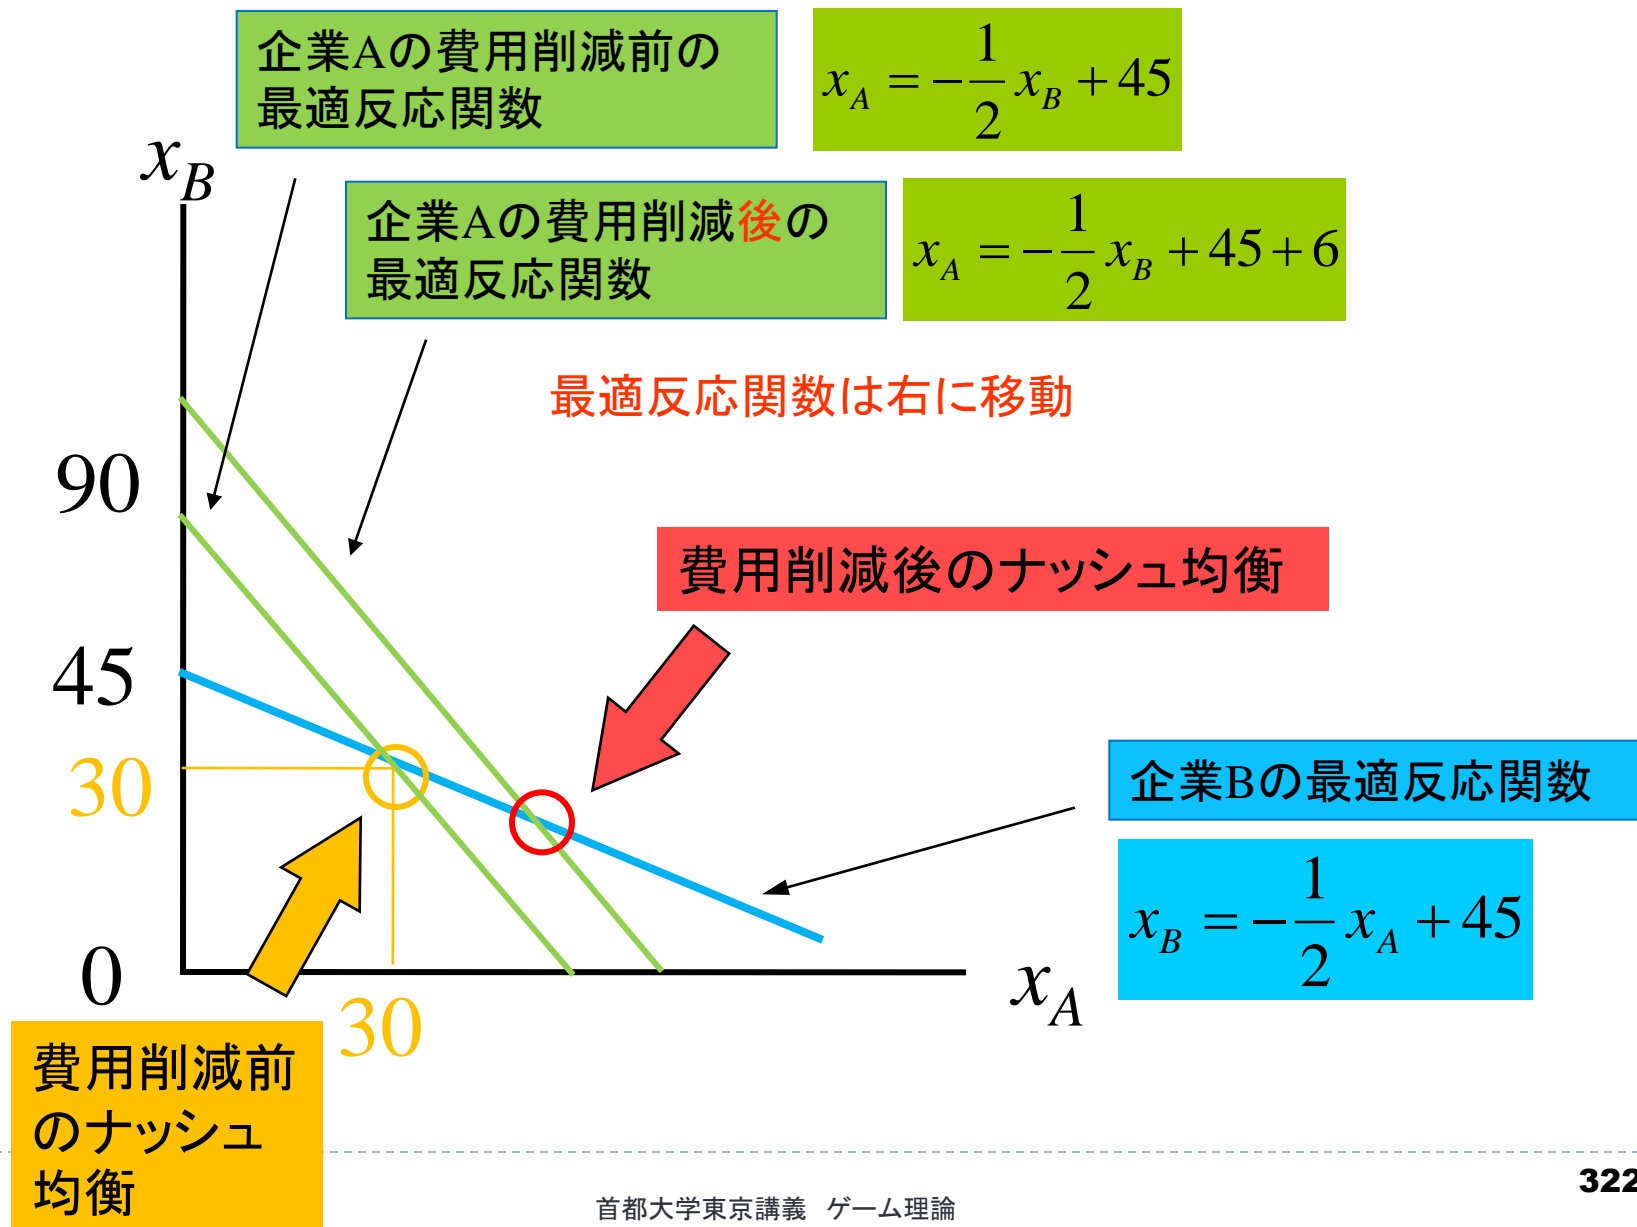 企業Aの費用削減前の
最適反応関数
x_A = -\frac{1}{2} x_B + 45
x_B
企業Aの費用削減後の
最適反応関数
x_A = -\frac{1}{2} x_B + 45 + 6
最適反応関数は右に移動
90
費用削減後のナッシュ均衡
45
30
企業Bの最適反応関数
x_B = -\frac{1}{2} x_A + 45
0
x_A
30
費用削減前
のナッシュ
均衡
首都大学東京講義 ゲーム理論
322